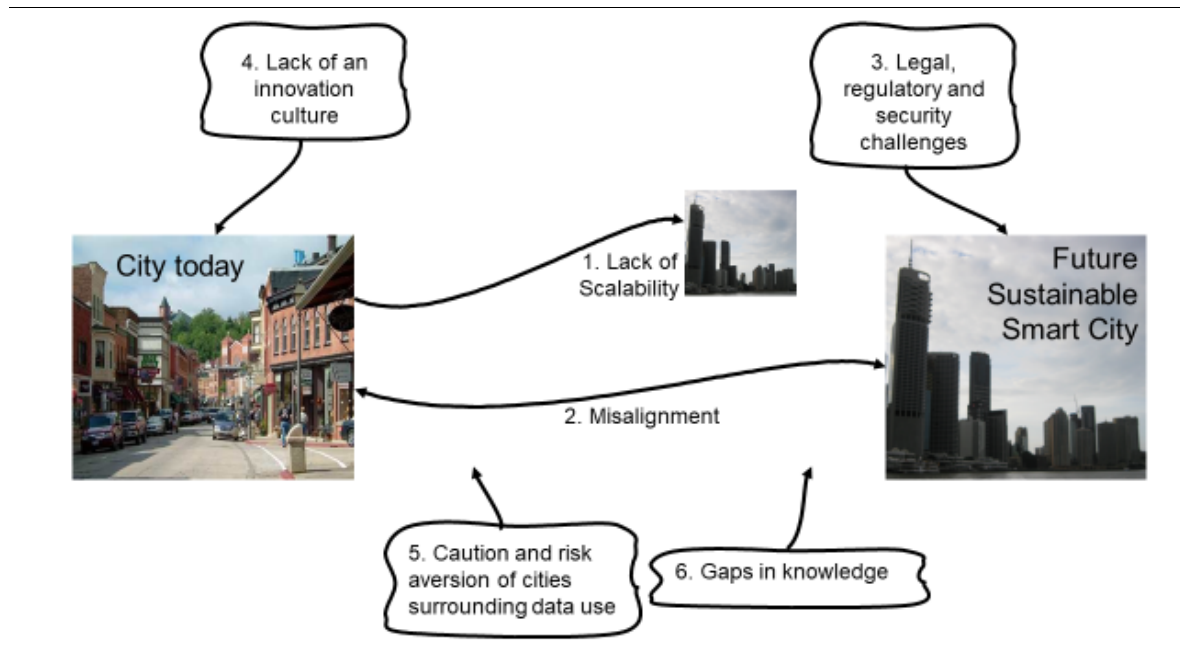 4. Lack of an
innovation
culture
3. Legal,
regulatory and
security
challenges
City today
1. Lack of
Scalability
Future
Sustainable
Smart City
2. Misalignment
5. Caution and risk
aversion of cities
surrounding data use
6. Gaps in knowledge